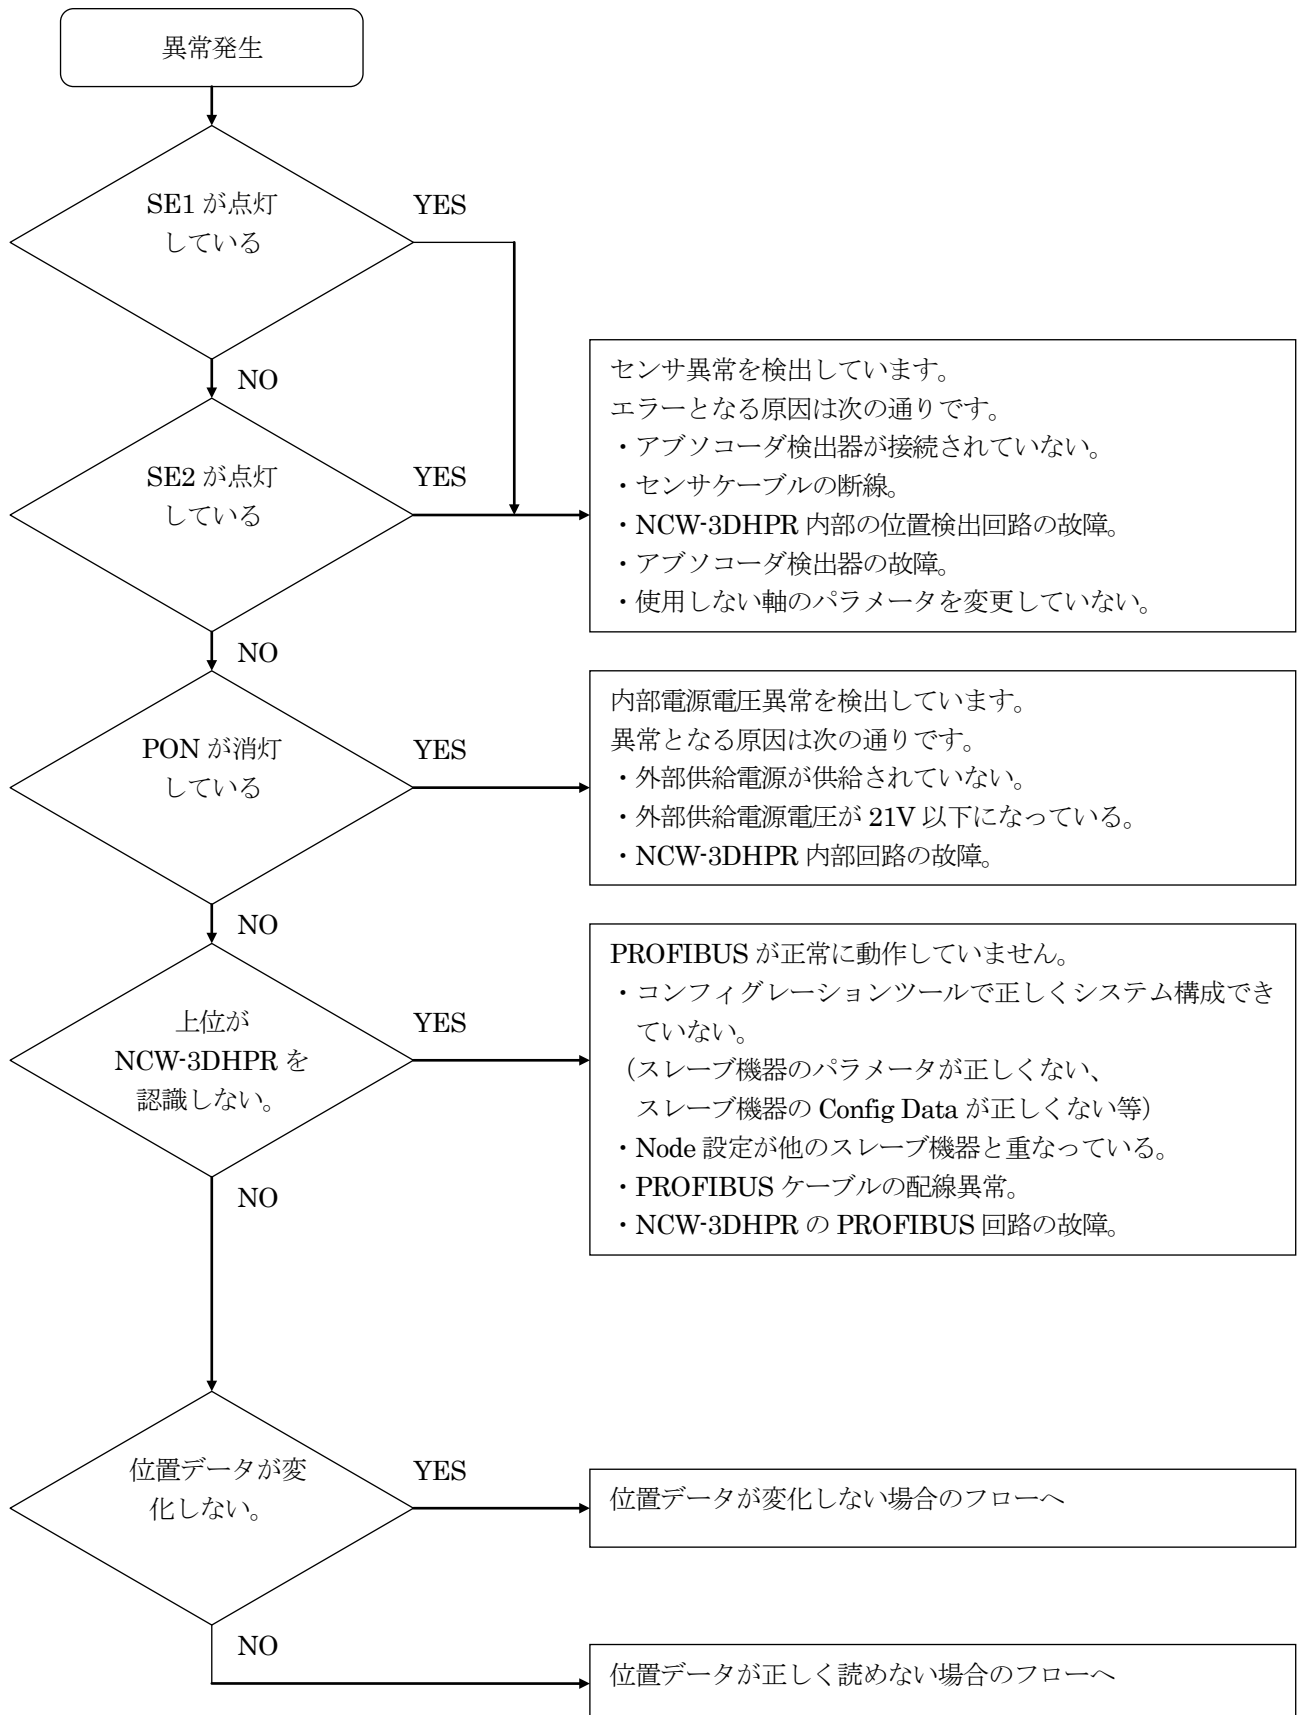 異常発生
SE1 が点灯
している
YES
NO
SE2 が点灯
している
YES
センサ異常を検出しています。
エラーとなる原因は次の通りです。
・アブソコーダ検出器が接続されていない。
・センサケーブルの断線。
・NCW-3DHPR 内部の位置検出回路の故障。
・アブソコーダ検出器の故障。
・使用しない軸のパラメータを変更していない。
NO
PON が消灯
している
YES
内部電源電圧異常を検出しています。
異常となる原因は次の通りです。
・外部供給電源が供給されていない。
・外部供給電源電圧が 21V 以下になっている。
・NCW-3DHPR 内部回路の故障。
NO
上位が
NCW-3DHPR を
認識しない。
YES
PROFIBUS が正常に動作していません。
・コンフィグレーションツールで正しくシステム構成でき
ていない。
（スレーブ機器のパラメータが正しくない、
スレーブ機器の Config Data が正しくない等）
・Node 設定が他のスレーブ機器と重なっている。
・PROFIBUS ケーブルの配線異常。
・NCW-3DHPR の PROFIBUS 回路の故障。
NO
位置データが変
化しない。
YES
位置データが変化しない場合のフローへ
NO
位置データが正しく読めない場合のフローへ